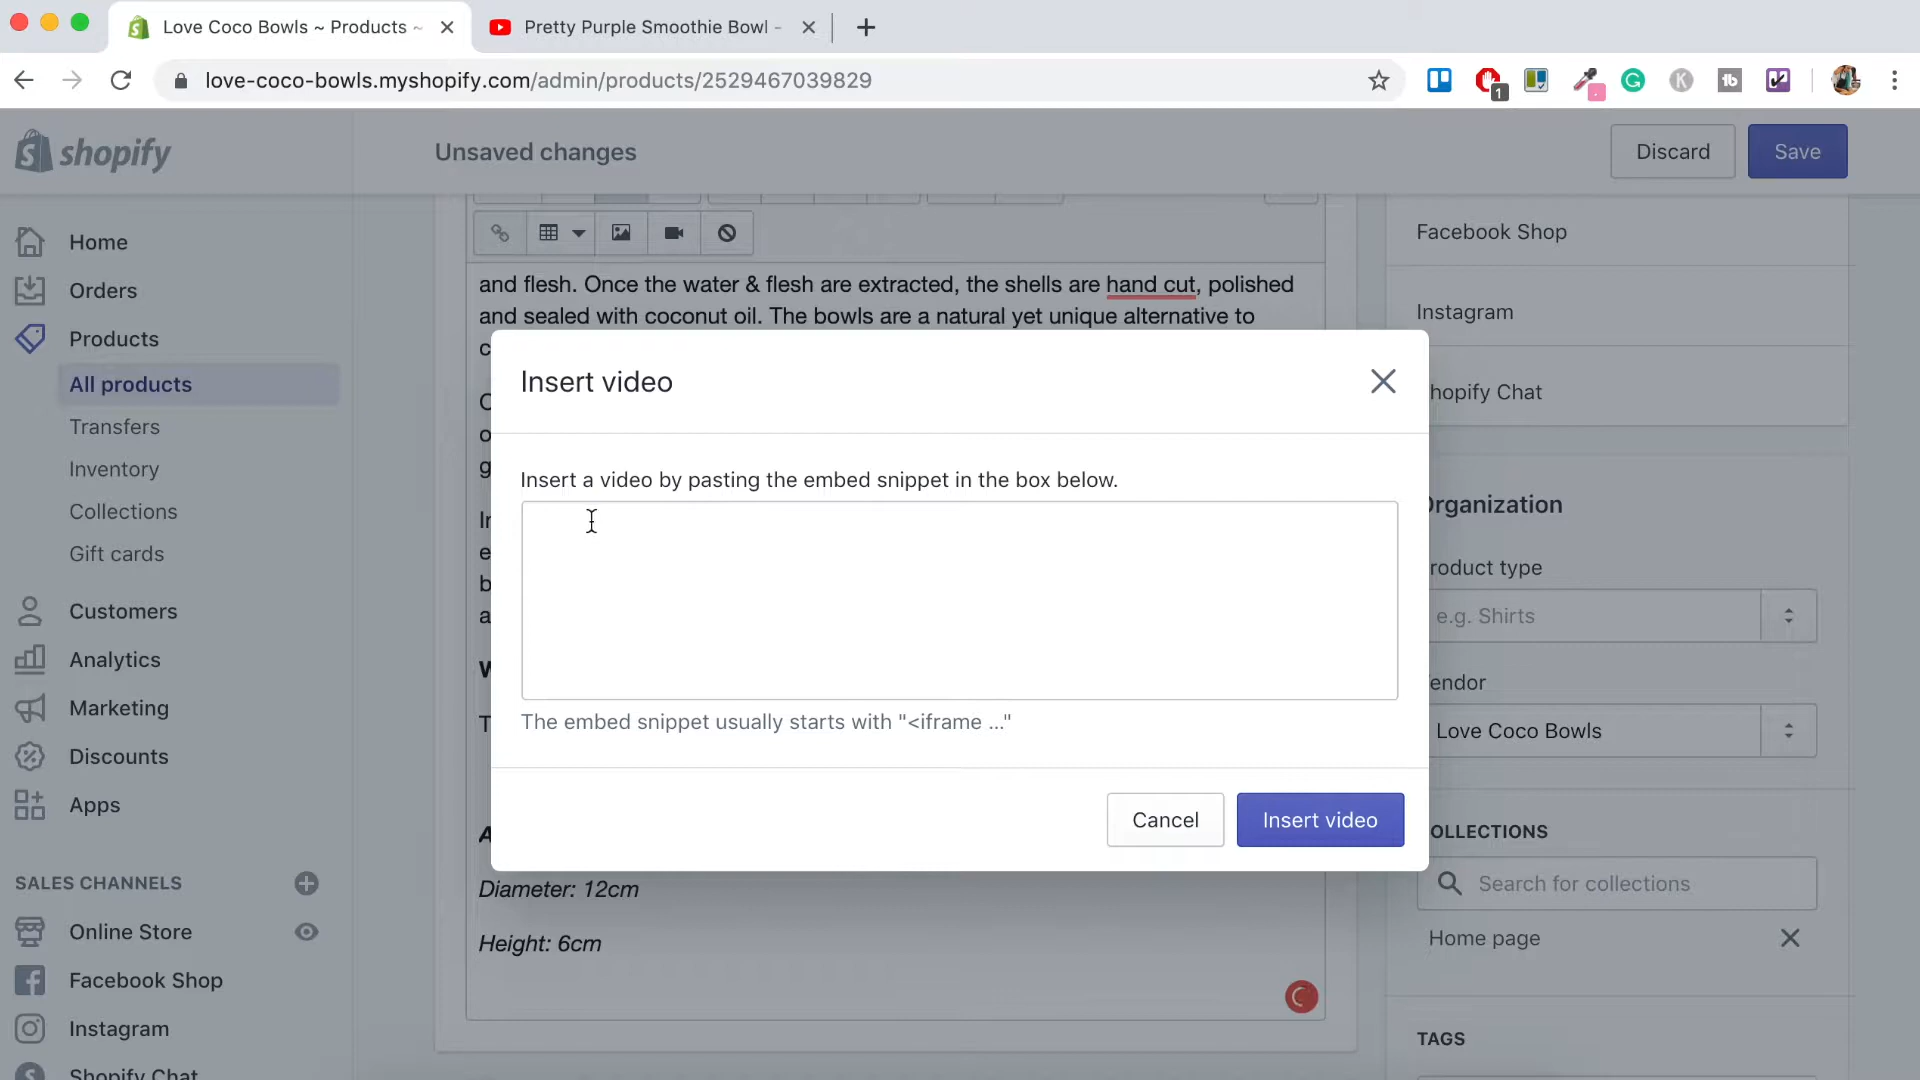 Love Coco Bowls ~ Products ~
Pretty Purple Smoothie Bowl -
love-coco-bowls.myshopify.com/admin/products/2529467039829
1
G
K
tb
shopify
Unsaved changes
Discard
Save
Home
Orders
Products
All products
Transfers
Inventory
Collections
Gift cards
Customers
Analytics
Marketing
Discounts
Apps
SALES CHANNELS
Online Store
Facebook Shop
Instagram
Shopify Chat
and flesh. Once the water & flesh are extracted, the shells are hand cut, polished
and sealed with coconut oil. The bowls are a natural yet unique alternative to
Insert video
Insert a video by pasting the embed snippet in the box below.
The embed snippet usually starts with "<iframe ..."
Cancel
Insert video
Diameter: 12cm
Height: 6cm
Facebook Shop
Instagram
hopify Chat
Organization
roduct type
e.g. Shirts
endor
Love Coco Bowls
OLLECTIONS
Search for collections
Home page
TAGS